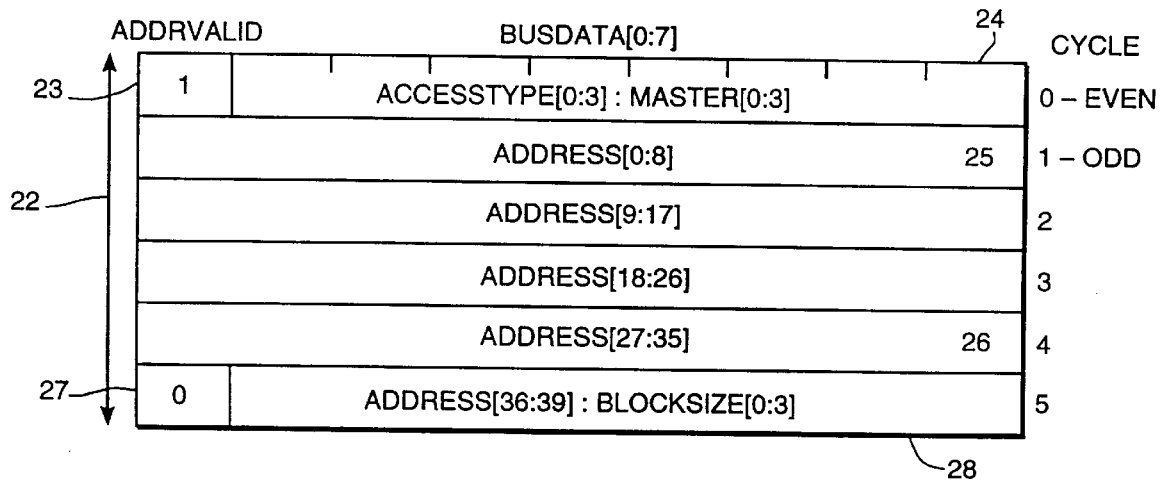 ADDRVALID BUSDATA[0:7] 24 CYCLE
23 1 ACCESSTYPE[0:3] : MASTER[0:3] 0 – EVEN
ADDRESS[0:8] 25 1 – ODD
22 ADDRESS[9:17] 2
ADDRESS[18:26] 3
ADDRESS[27:35] 26 4
27 0 ADDRESS[36:39] : BLOCKSIZE[0:3] 5
28